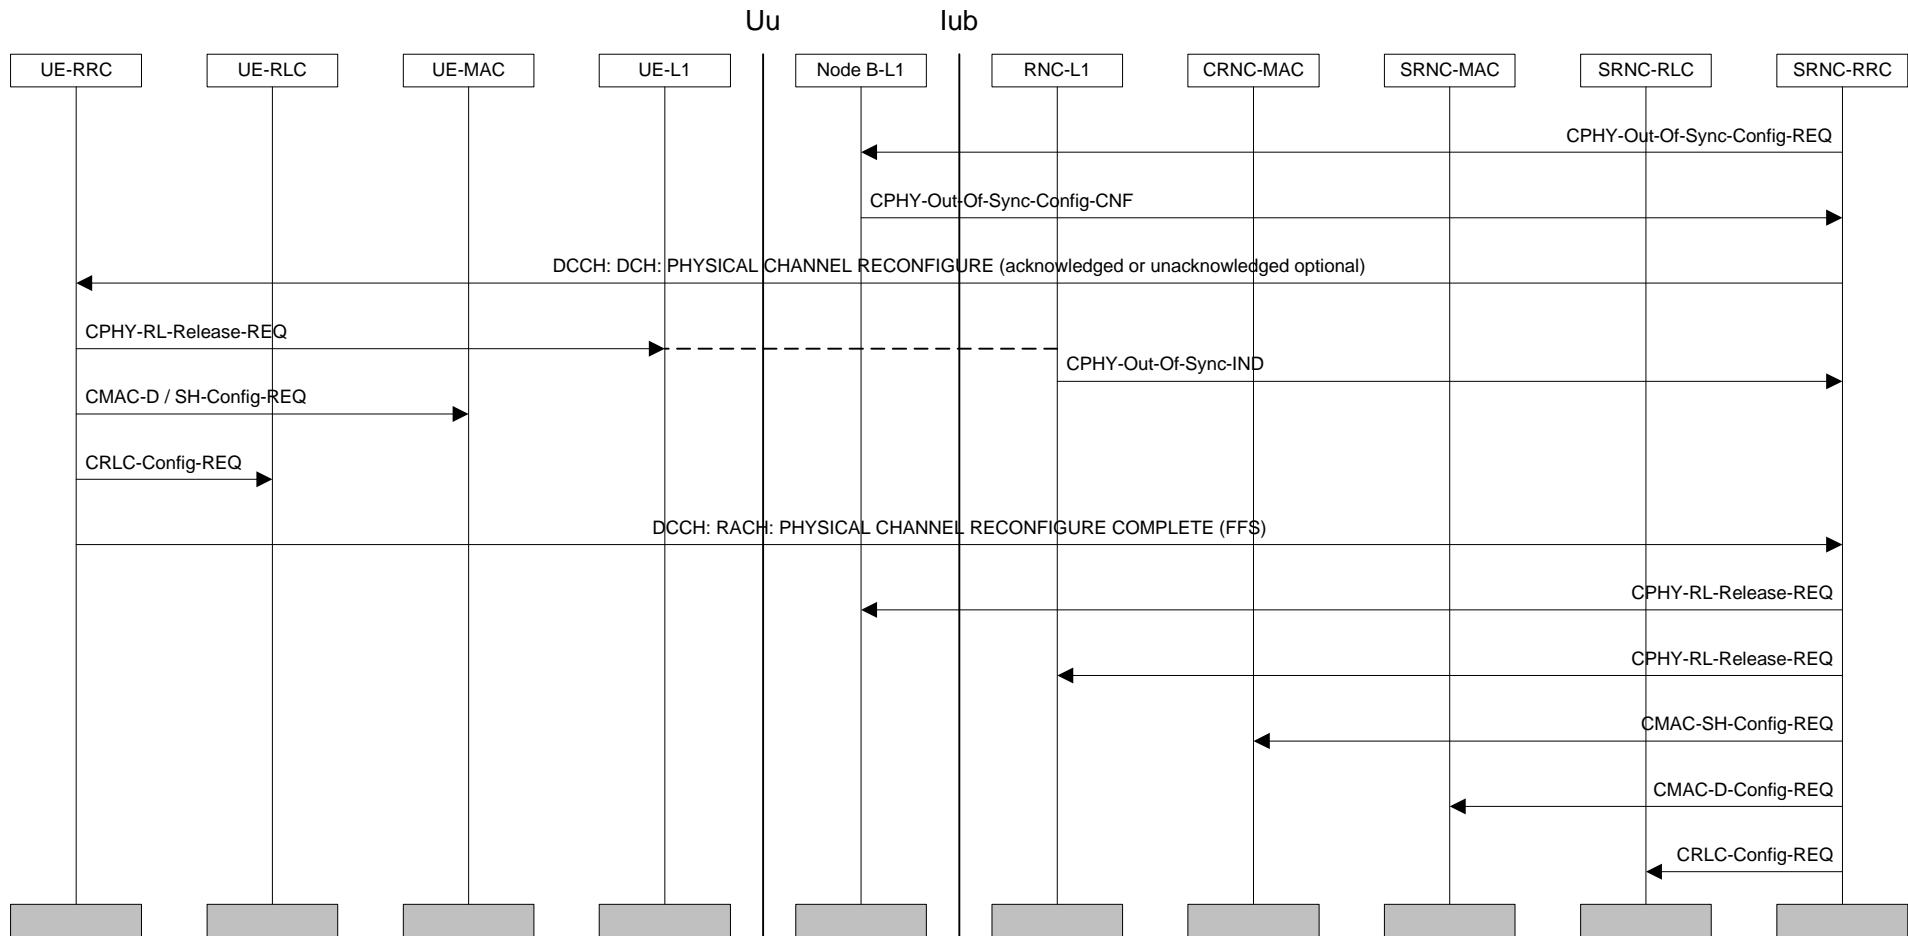 Uu Iub
UE-RRC UE-RLC UE-MAC UE-L1 Node B-L1 RNC-L1 CRNC-MAC SRNC-MAC SRNC-RLC SRNC-RRC
CPHY-Out-Of-Sync-Config-REQ
CPHY-Out-Of-Sync-Config-CNF
DCCH: DCH: PHYSICAL CHANNEL RECONFIGURE (acknowledged or unacknowledged optional)
CPHY-RL-Release-REQ
CPHY-Out-Of-Sync-IND
CMAC-D / SH-Config-REQ
CRLC-Config-REQ
DCCH: RACH: PHYSICAL CHANNEL RECONFIGURE COMPLETE (FFS)
CPHY-RL-Release-REQ
CPHY-RL-Release-REQ
CMAC-SH-Config-REQ
CMAC-D-Config-REQ
CRLC-Config-REQ